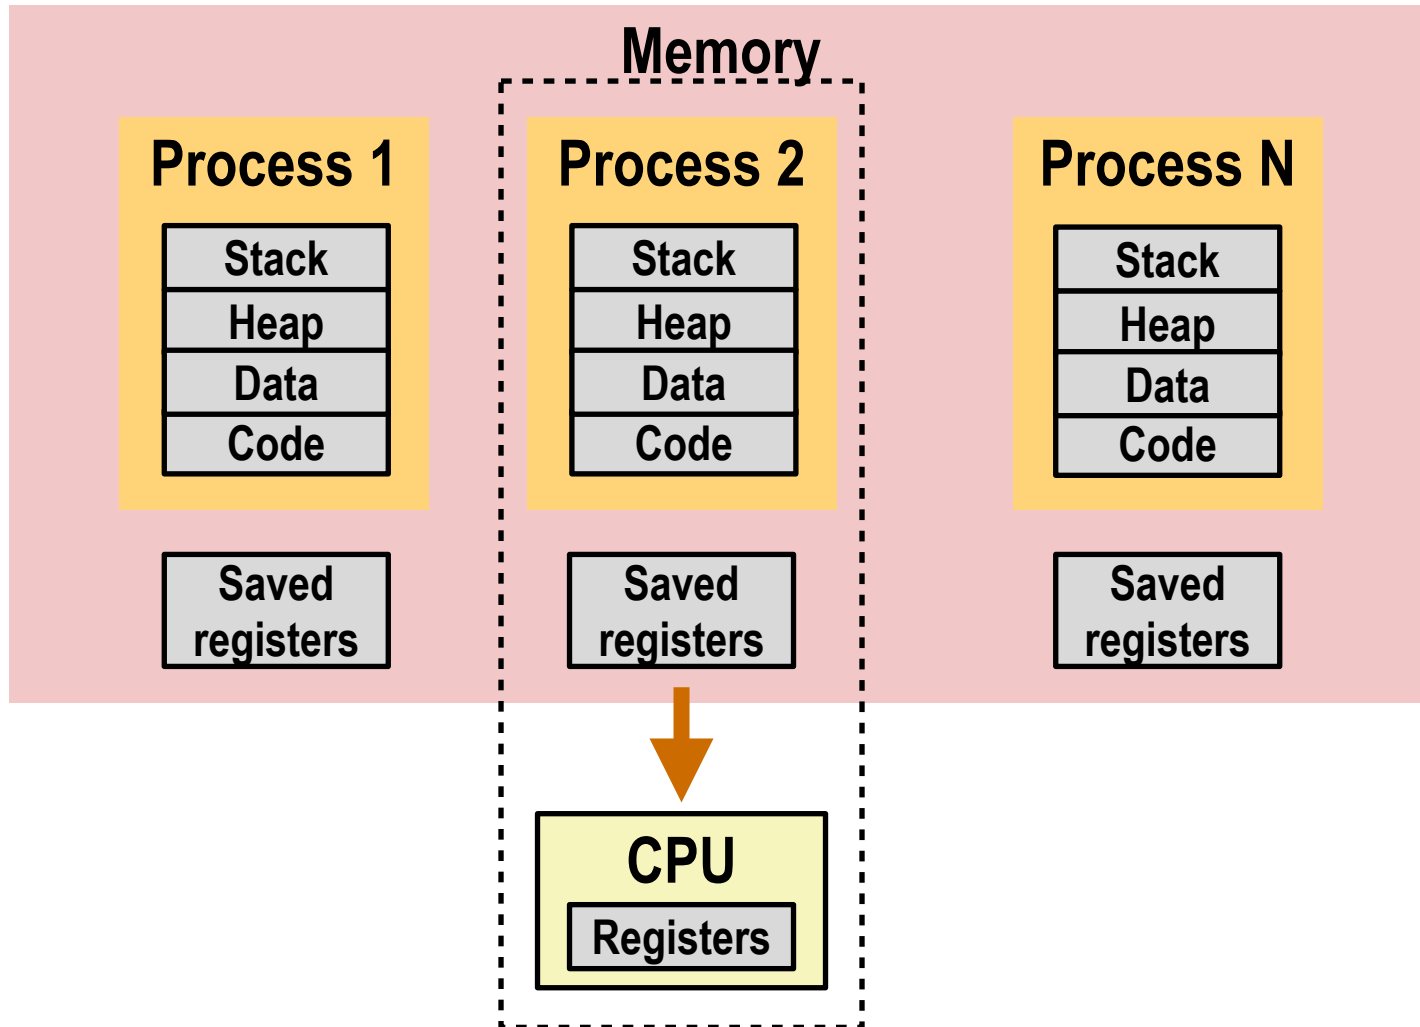 Memory
Process 1
Stack
Heap
Data
Code
Saved
registers
Process 2
Stack
Heap
Data
Code
Saved
registers
Process N
Stack
Heap
Data
Code
Saved
registers
CPU
Registers